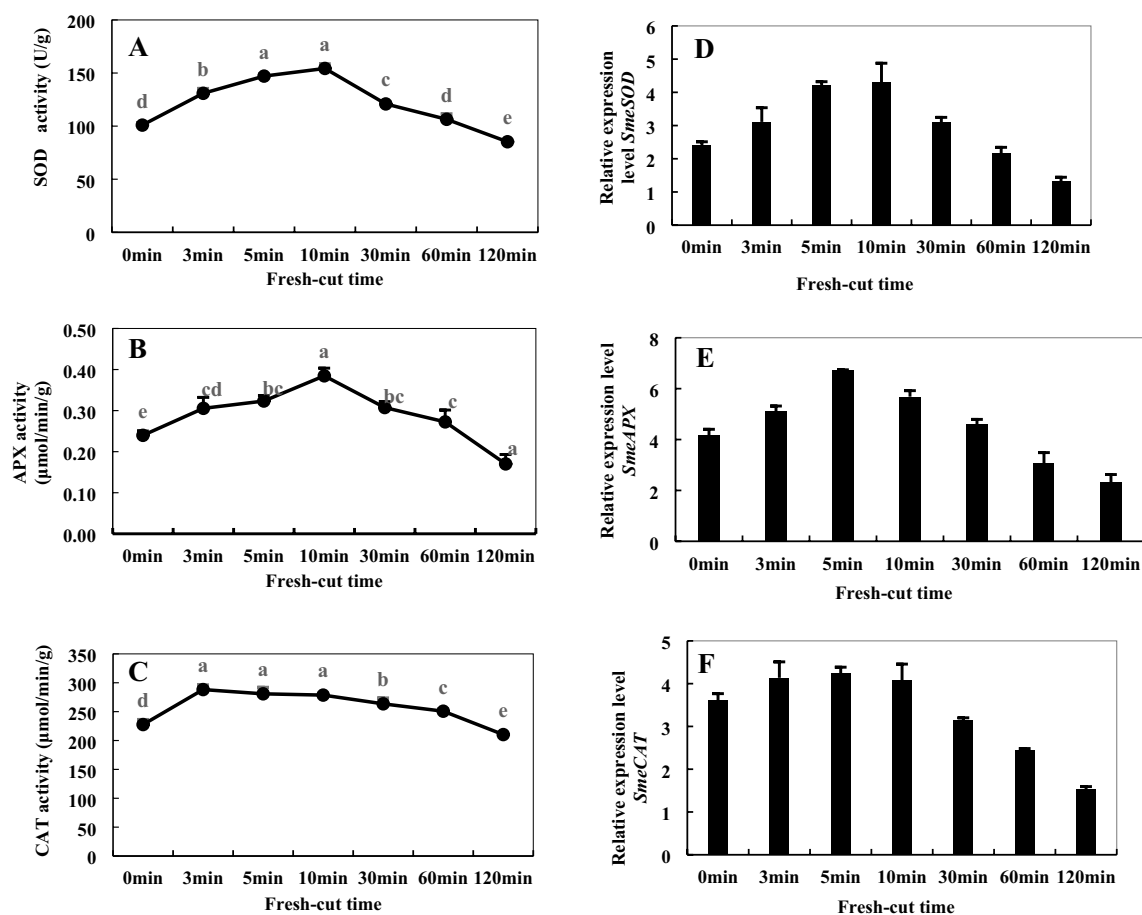 A
SOD activity (U/g)
200
150
100
50
0
d
b
a
a
c
d
e
0min 3min 5min 10min 30min 60min 120min
Fresh-cut time
D
Relative expression
level SmeSOD
6
5
4
3
2
1
0
0min 3min 5min 10min 30min 60min 120min
Fresh-cut time
B
APX activity
(μmol/min/g)
0.50
0.40
0.30
0.20
0.10
0.00
e
cd
bc
a
bc
c
a
0min 3min 5min 10min 30min 60min 120min
Fresh-cut time
E
Relative expression level
SmeAPX
8
6
4
2
0
0min 3min 5min 10min 30min 60min 120min
Fresh-cut time
C
CAT activity (μmol/min/g)
350
300
250
200
150
100
50
0
d
a
a
a
b
c
e
0min 3min 5min 10min 30min 60min 120min
Fresh-cut time
F
Relative expression level
SmeCAT
5
4
3
2
1
0
0min 3min 5min 10min 30min 60min 120min
Fresh-cut time